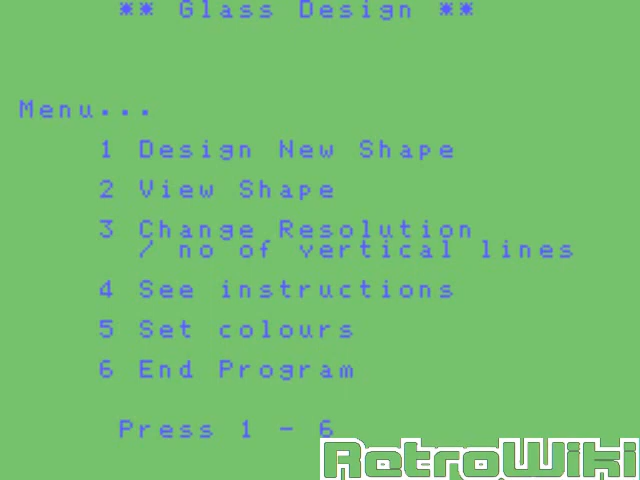 ** Glass Design **
Menu...
1 Design New Shape
2 View Shape
3 Change Resolution
/ no of vertical lines
4 See instructions
5 Set colours
6 End Program
Press 1 - 6
RetroWiki